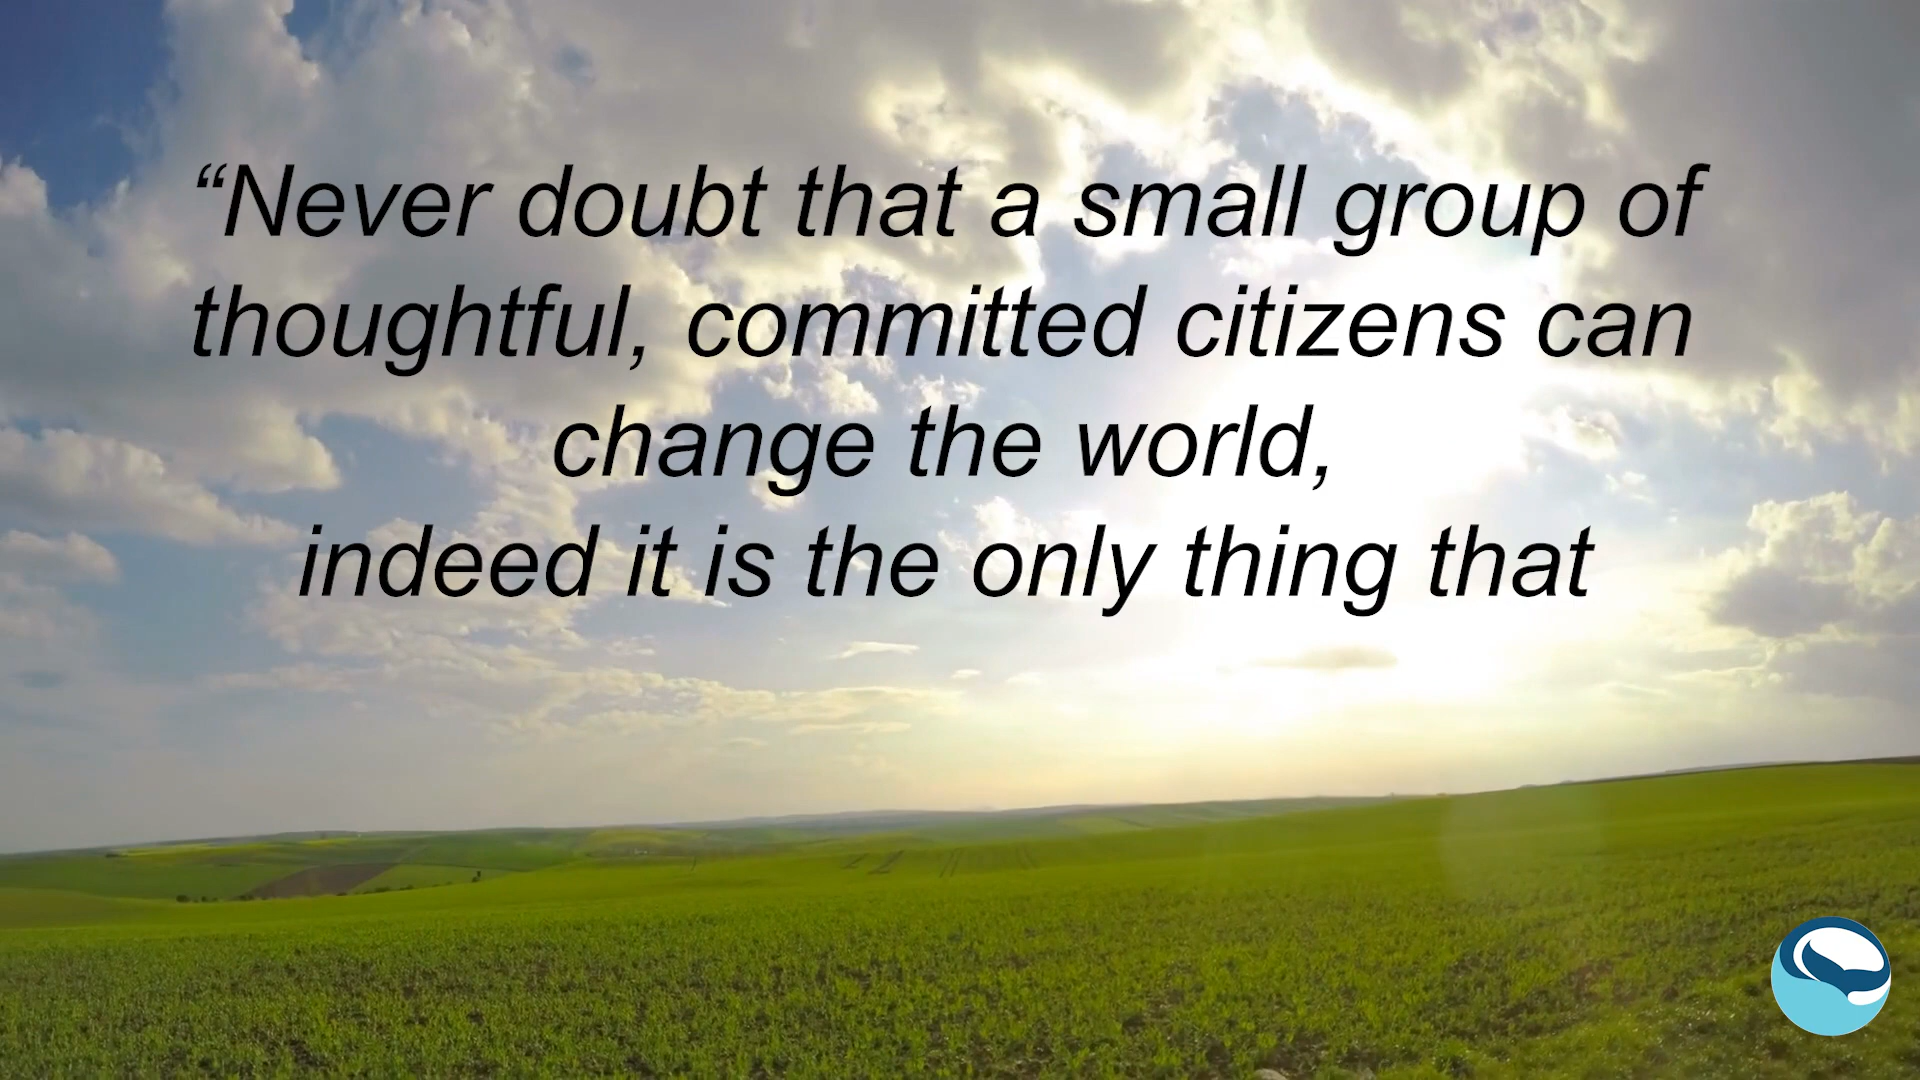 “Never doubt that a small group of
thoughtful, committed citizens can
change the world,
indeed it is the only thing that